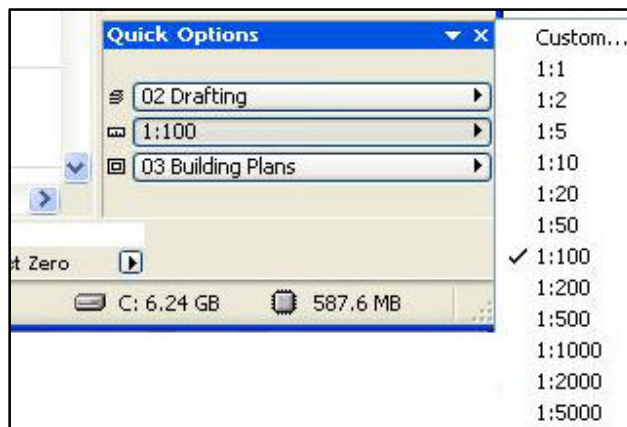 Quick Options
02 Drafting
1:100
03 Building Plans
t Zero
C: 6.24 GB
587.6 MB
Custom...
1:1
1:2
1:5
1:10
1:20
1:50
1:100
1:200
1:500
1:1000
1:2000
1:5000